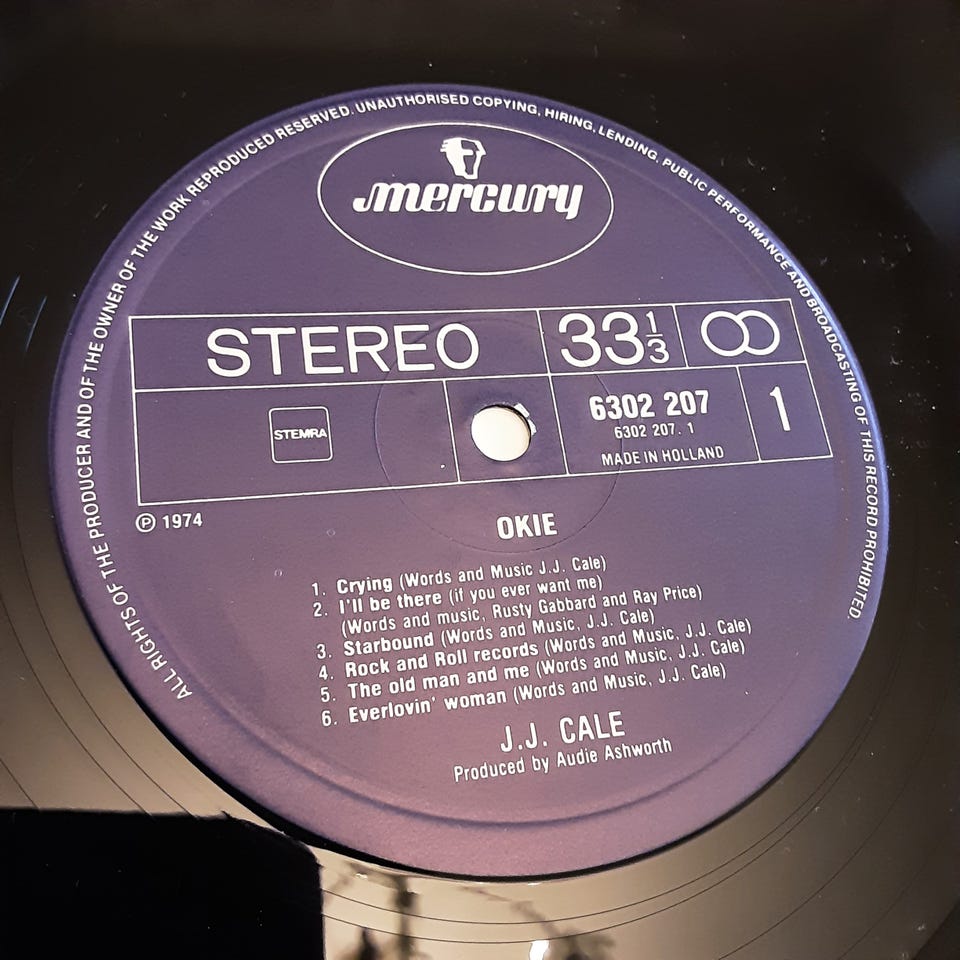 ALL RIGHTS OF THE PRODUCER AND OF THE OWNER OF THE WORK REPRODUCED RESERVED. UNAUTHORISED COPYING, HIRING, LENDING, PUBLIC PERFORMANCE AND BROADCASTING OF THIS RECORD PROHIBITED.
mercury
STEREO
33 1/3
STEMRA
6302 207
6302 207. 1
MADE IN HOLLAND
1
℗ 1974
OKIE
1. Crying (Words and Music J.J. Cale)
2. I'll be there (if you ever want me)
(Words and music, Rusty Gabbard and Ray Price)
3. Starbound (Words and Music, J.J. Cale)
4. Rock and Roll records (Words and Music, J.J. Cale)
5. The old man and me (Words and Music, J.J. Cale)
6. Everlovin' woman (Words and Music, J.J. Cale)
J.J. CALE
Produced by Audie Ashworth